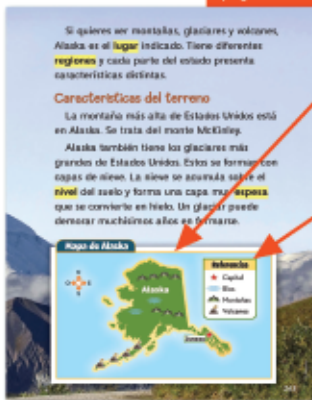 Si quieres ver montañas, glaciares y volcanes,
Alaska es el lugar indicado. Tiene diferentes
regiones y cada parte del estado presenta
características distintas.
Características del terreno
La montaña más alta de Estados Unidos está
en Alaska. Se trata del monte McKinley.
Alaska también tiene los glaciares más
grandes de Estados Unidos. Estos se forman con
capas de nieve. La nieve se acumula sobre el
nivel del suelo y forma una capa muy espesa
que se convierte en hielo. Un glaciar puede
demorar muchísimos años en formarse.
Mapa de Alaska
Alaska
Juneau
Referencias
Capital
Ríos
Montañas
Volcanes